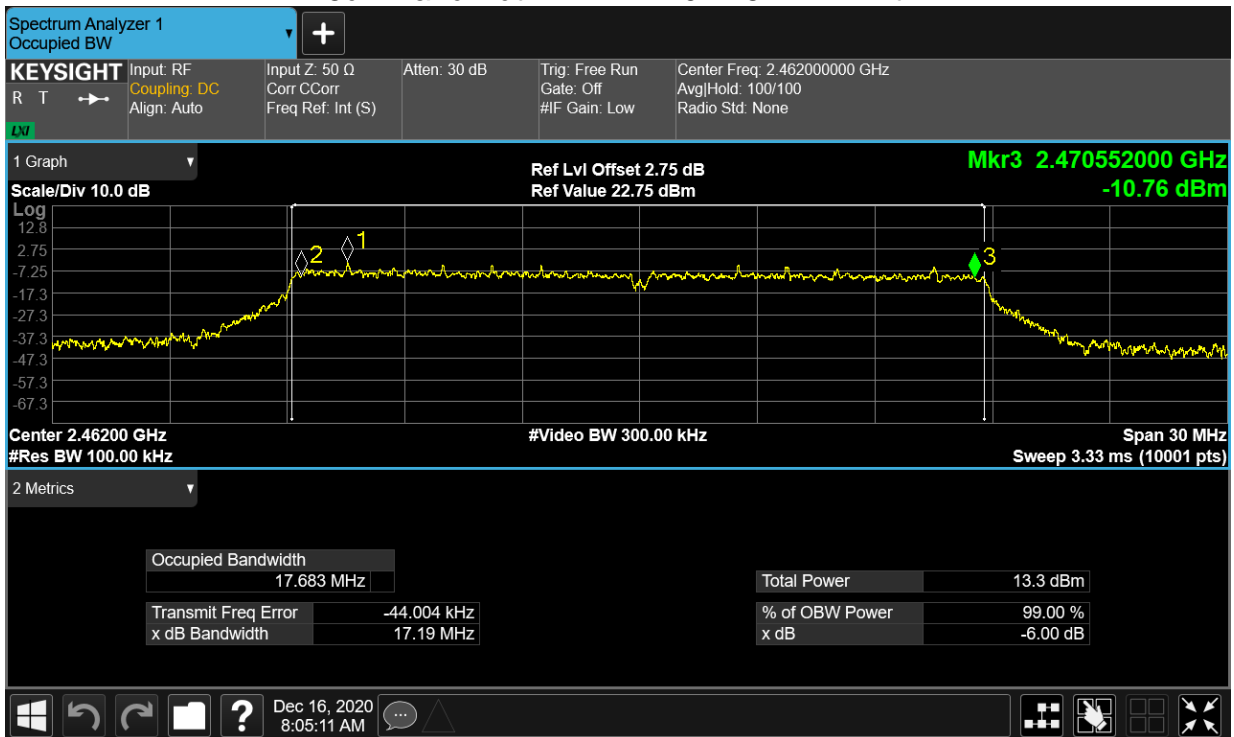 Spectrum Analyzer 1
Occupied BW
+
KEYSIGHT
R T
LXI
Input: RF
Coupling: DC
Align: Auto
Input Z: 50 Ω
Corr CCorr
Freq Ref: Int (S)
Atten: 30 dB
Trig: Free Run
Gate: Off
#IF Gain: Low
Center Freq: 2.462000000 GHz
Avg|Hold: 100/100
Radio Std: None
1 Graph
Scale/Div 10.0 dB
Ref Lvl Offset 2.75 dB
Ref Value 22.75 dBm
Mkr3 2.470552000 GHz
-10.76 dBm
Log
12.8
2.75
-7.25
-17.3
-27.3
-37.3
-47.3
-57.3
-67.3
2
1
3
Center 2.46200 GHz
#Res BW 100.00 kHz
#Video BW 300.00 kHz
Span 30 MHz
Sweep 3.33 ms (10001 pts)
2 Metrics
Occupied Bandwidth
17.683 MHz
Transmit Freq Error -44.004 kHz
x dB Bandwidth 17.19 MHz
Total Power 13.3 dBm
% of OBW Power 99.00 %
x dB -6.00 dB
?
Dec 16, 2020
8:05:11 AM